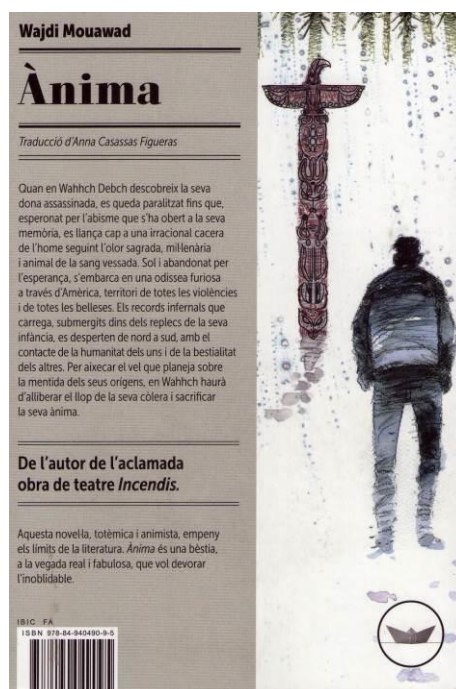 Wajdi Mouawad
Ànima
Traducció d'Anna Casassas Figueras
Quan en Wahhch Debch descobreix la seva
dona assassinada, es queda paralitzat fins que,
esperonat per l'abisme que s'ha obert a la seva
memòria, es llança cap a una irracional cacera
de l'home seguint l'olor sagrada, mil·lenària
i animal de la sang vessada. Sol i abandonat per
l'esperança, s'embarca en una odissea furiosa
a través d'Amèrica, territori de totes les violències
i de totes les belleses. Els records infernals que
carrega, submergits dins dels replecs de la seva
infància, es desperten de nord a sud, amb el
contacte de la humanitat dels uns i de la bestialitat
dels altres. Per aixecar el vel que planeja sobre
la mentida dels seus orígens, en Wahhch haurà
d'alliberar el llop de la seva còlera i sacrificar
la seva ànima.
De l'autor de l'aclamada
obra de teatre Incendis.
Aquesta novel·la, totèmica i animista, empeny
els límits de la literatura. Ànima és una bèstia,
a la vegada real i fabulosa, que vol devorar
l'inoblidable.
IBIC FA
ISBN 978-84-940490-9-5